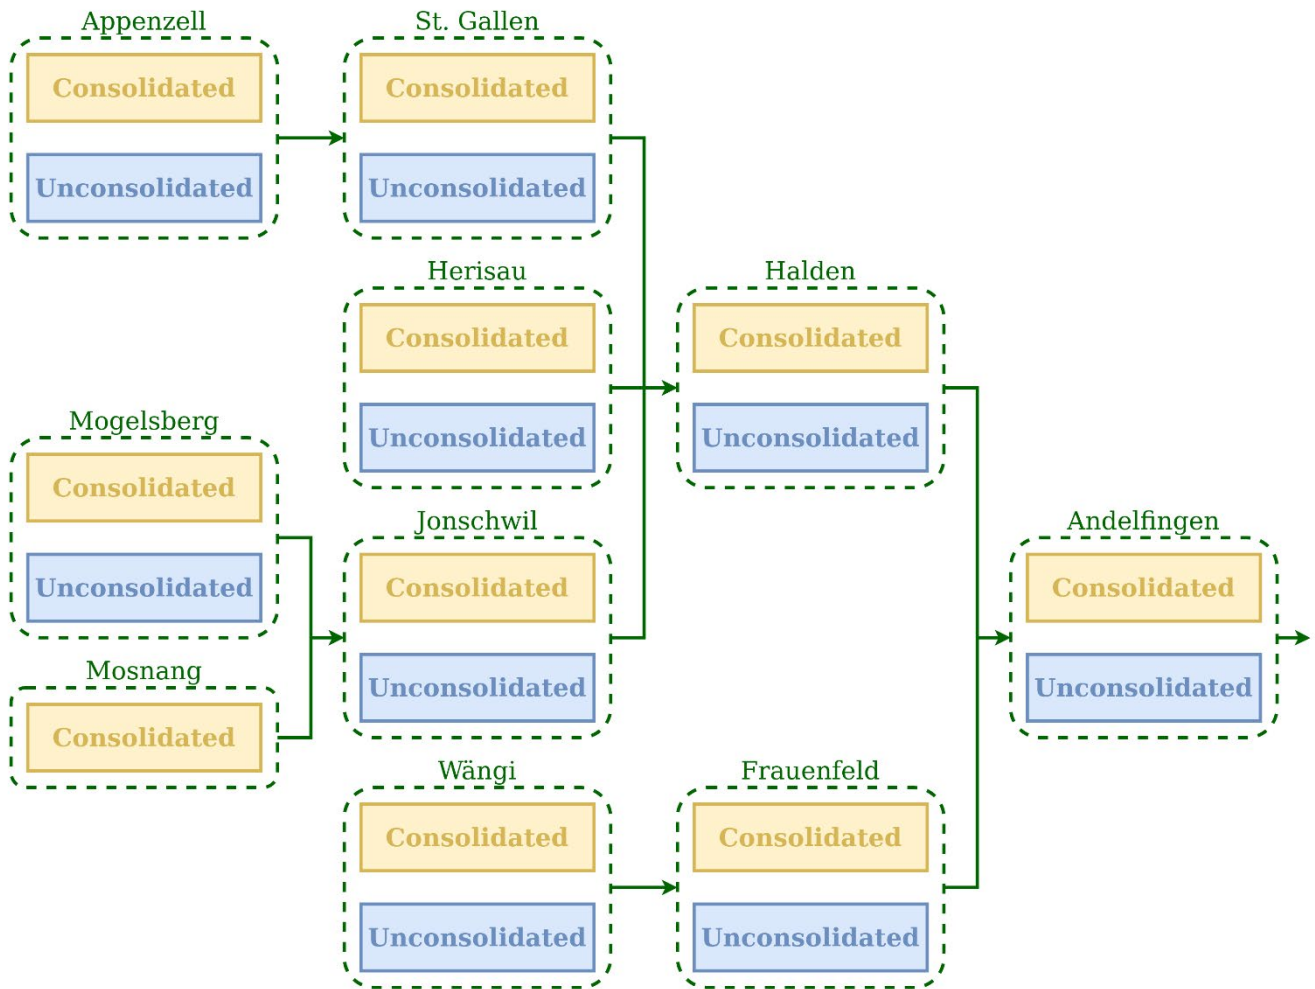 Appenzell
Consolidated
Unconsolidated
St. Gallen
Consolidated
Unconsolidated
Herisau
Consolidated
Unconsolidated
Halden
Consolidated
Unconsolidated
Mogelsberg
Consolidated
Unconsolidated
Mosnang
Consolidated
Jonschwil
Consolidated
Unconsolidated
Andelfingen
Consolidated
Unconsolidated
Wängi
Consolidated
Unconsolidated
Frauenfeld
Consolidated
Unconsolidated